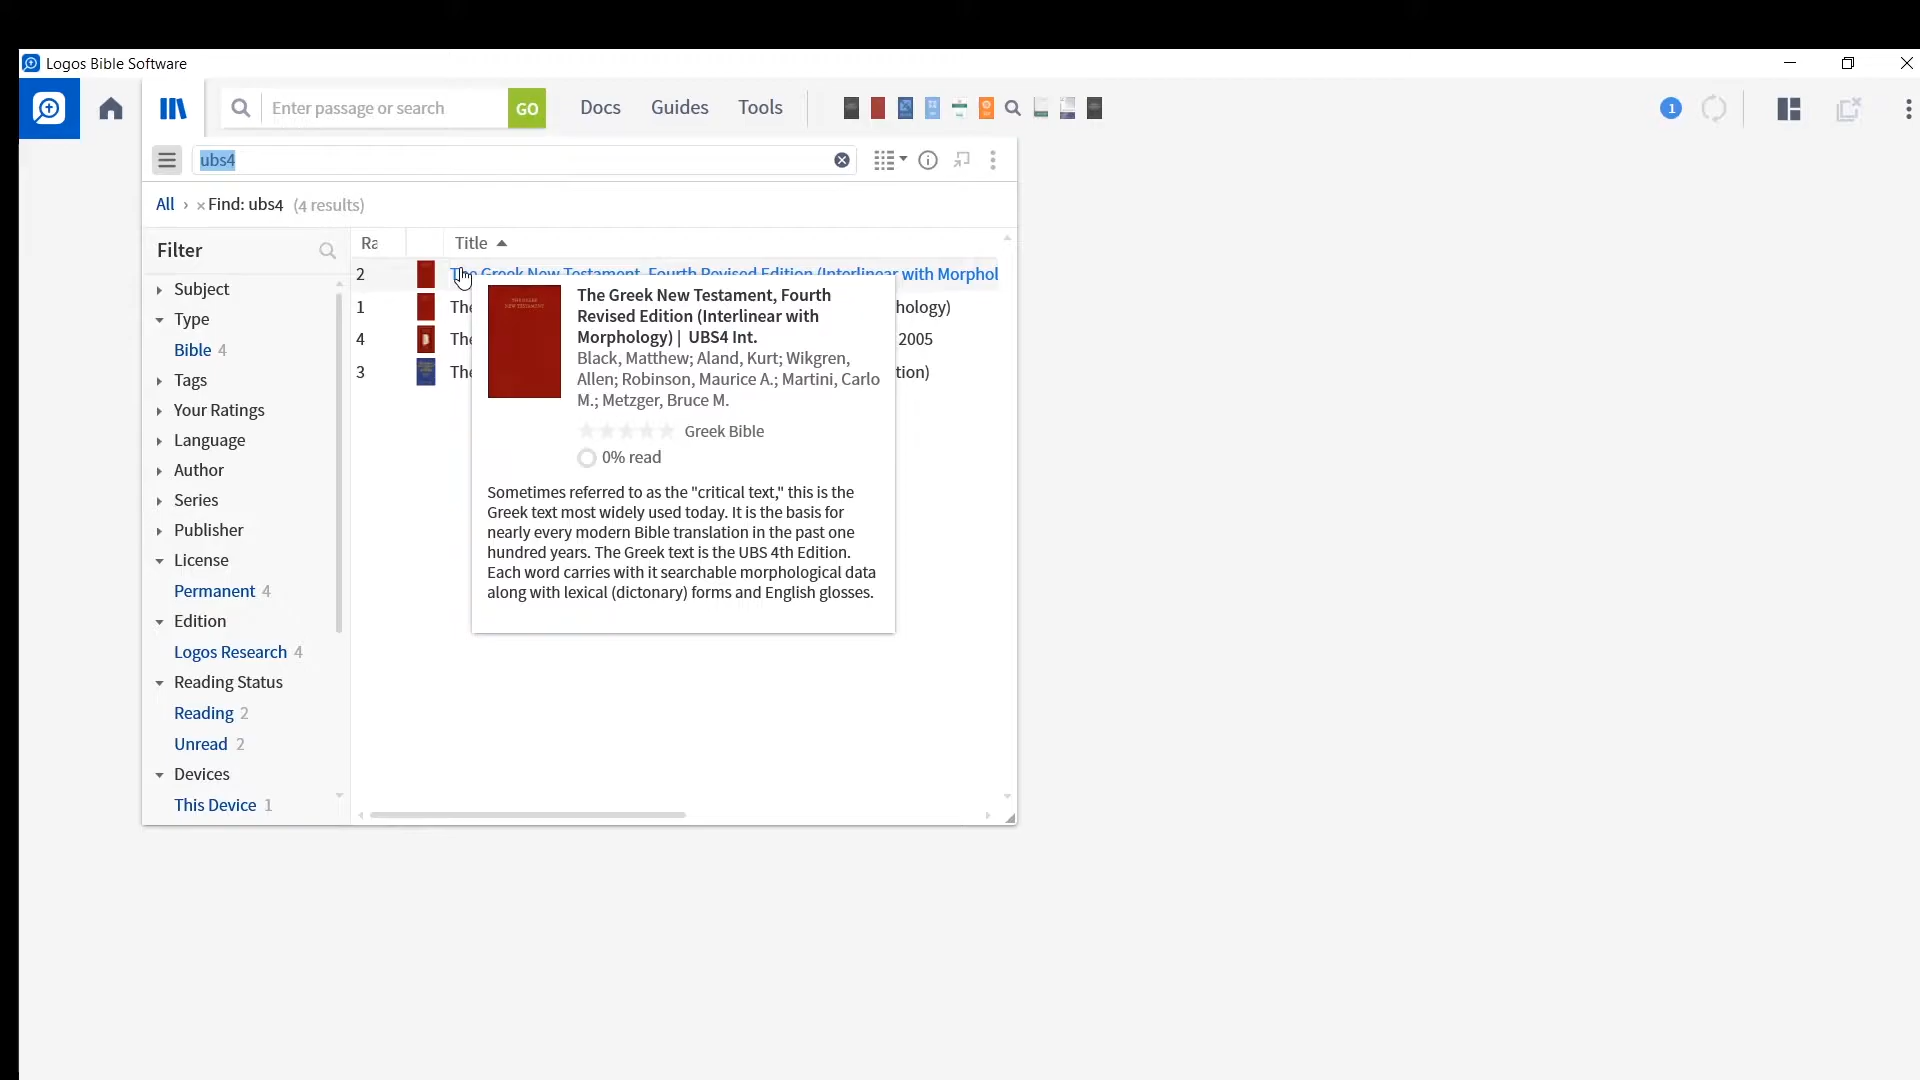 Logos Bible Software
Enter passage or search
GO
Docs
Guides
Tools
1
ubs4
All › ×Find: ubs4 (4 results)
Filter
Subject
Type
Bible 4
Tags
Your Ratings
Language
Author
Series
Publisher
License
Permanent 4
Edition
Logos Research 4
Reading Status
Reading 2
Unread 2
Devices
This Device 1
Ra
Title
2 The Greek New Testament, Fourth Revised Edition (Interlinear with Morphol
1 The hology)
4 The 2005
3 The tion)
THE GREEK
NEW TESTAMENT
The Greek New Testament, Fourth
Revised Edition (Interlinear with
Morphology) | UBS4 Int.
Black, Matthew; Aland, Kurt; Wikgren,
Allen; Robinson, Maurice A.; Martini, Carlo
M.; Metzger, Bruce M.
Greek Bible
0% read
Sometimes referred to as the "critical text," this is the
Greek text most widely used today. It is the basis for
nearly every modern Bible translation in the past one
hundred years. The Greek text is the UBS 4th Edition.
Each word carries with it searchable morphological data
along with lexical (dictonary) forms and English glosses.